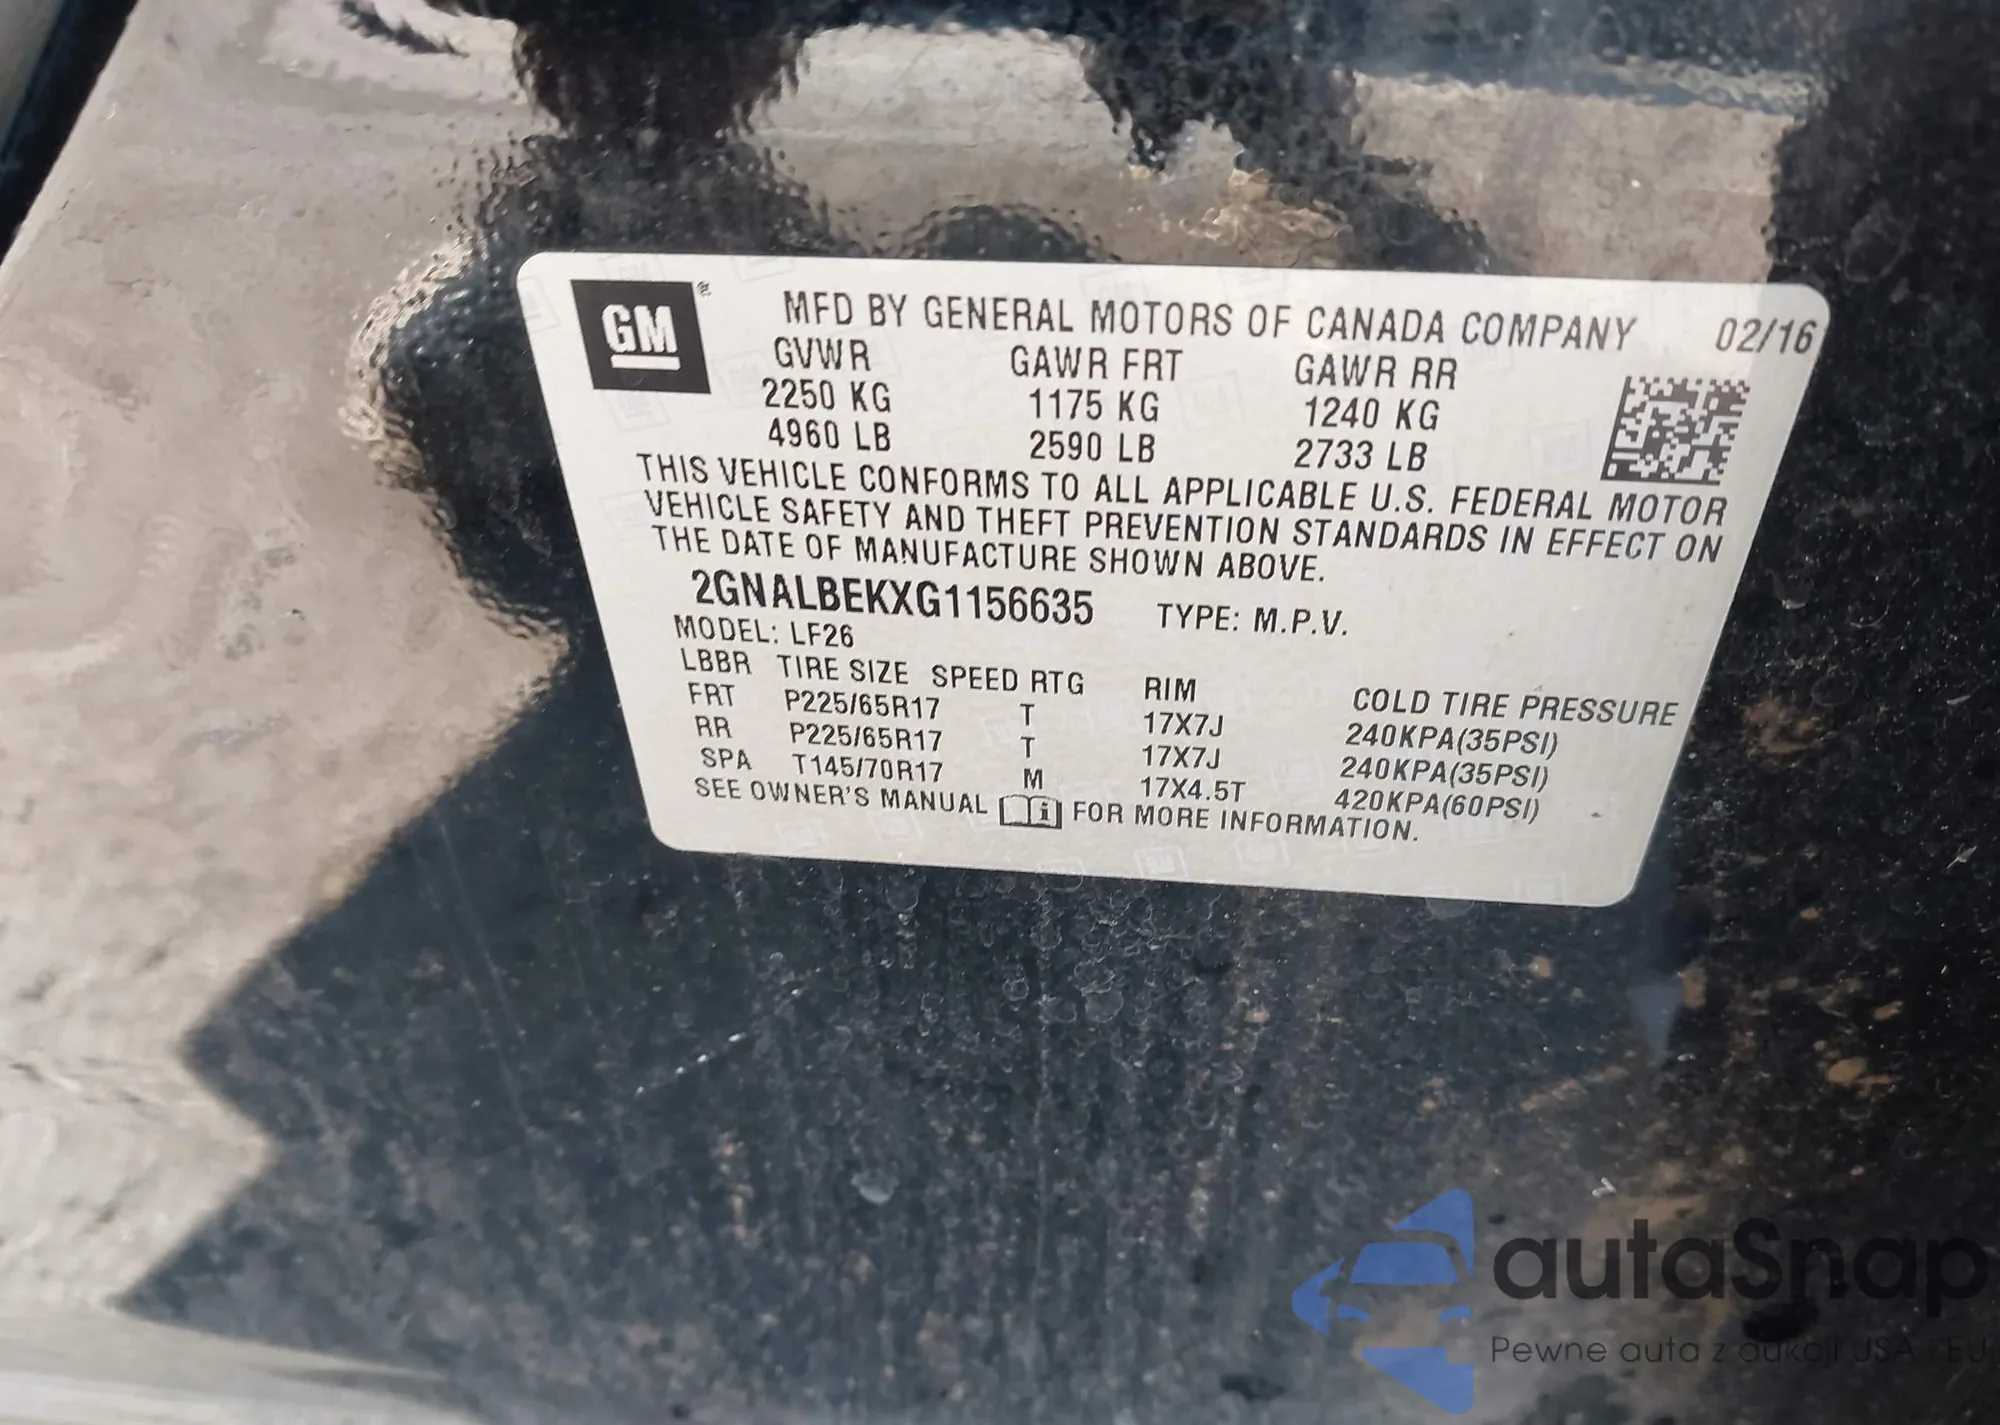 GM ®
MFD BY GENERAL MOTORS OF CANADA COMPANY 02/16
GVWR GAWR FRT GAWR RR
2250 KG 1175 KG 1240 KG
4960 LB 2590 LB 2733 LB
THIS VEHICLE CONFORMS TO ALL APPLICABLE U.S. FEDERAL MOTOR
VEHICLE SAFETY AND THEFT PREVENTION STANDARDS IN EFFECT ON
THE DATE OF MANUFACTURE SHOWN ABOVE.
2GNALBEKXG1156635 TYPE: M.P.V.
MODEL: LF26
LBBR TIRE SIZE SPEED RTG RIM COLD TIRE PRESSURE
FRT P225/65R17 T 17X7J 240KPA(35PSI)
RR P225/65R17 T 17X7J 240KPA(35PSI)
SPA T145/70R17 M 17X4.5T 420KPA(60PSI)
SEE OWNER'S MANUAL i FOR MORE INFORMATION.
autaSnap
Pewne auta z aukcji USA i EU